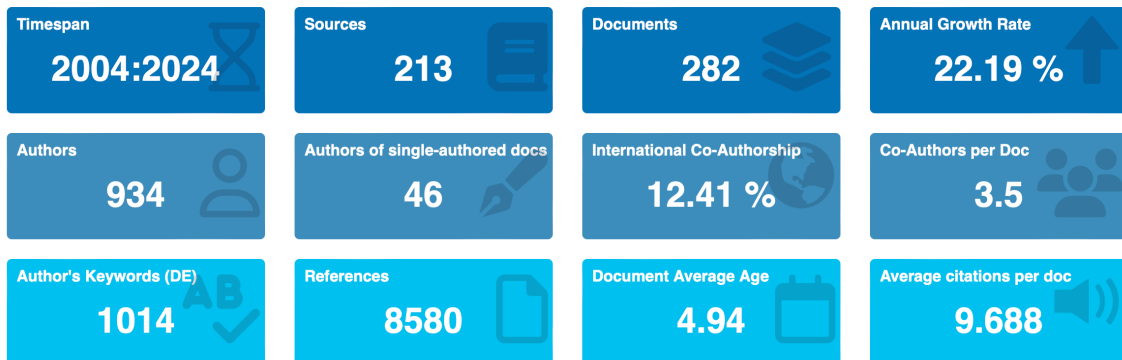 Timespan
2004:2024
Sources
213
Documents
282
Annual Growth Rate
22.19 %
Authors
934
Authors of single-authored docs
46
International Co-Authorship
12.41 %
Co-Authors per Doc
3.5
Author's Keywords (DE)
1014
AB
References
8580
Document Average Age
4.94
Average citations per doc
9.688